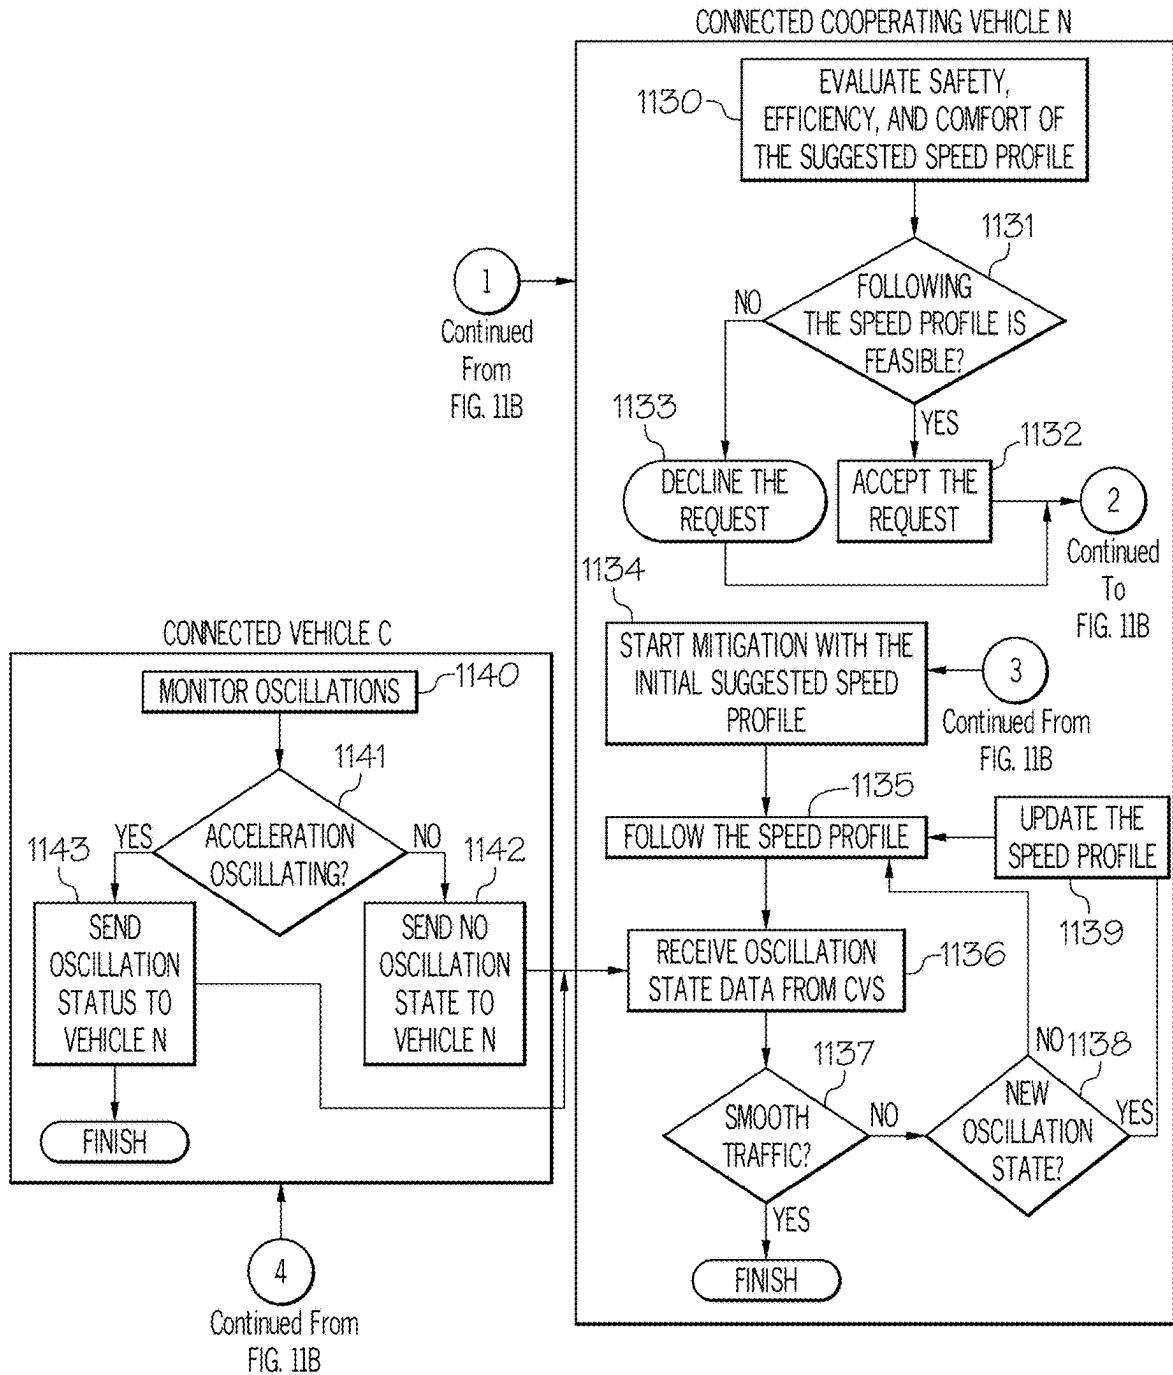 CONNECTED COOPERATING VEHICLE N
1130
EVALUATE SAFETY,
EFFICIENCY, AND COMFORT OF
THE SUGGESTED SPEED PROFILE
1131
FOLLOWING
THE SPEED PROFILE IS
FEASIBLE?
NO
YES
1
Continued
From
FIG. 11B
1133
DECLINE THE
REQUEST
1132
ACCEPT THE
REQUEST
2
Continued
To
FIG. 11B
1134
START MITIGATION WITH THE
INITIAL SUGGESTED SPEED
PROFILE
3
Continued From
FIG. 11B
1135
FOLLOW THE SPEED PROFILE
UPDATE THE
SPEED PROFILE
1139
RECEIVE OSCILLATION
STATE DATA FROM CVS
1136
1137
SMOOTH
TRAFFIC?
NO
YES
NO
1138
NEW
OSCILLATION
STATE?
YES
FINISH
CONNECTED VEHICLE C
MONITOR OSCILLATIONS
1140
1141
ACCELERATION
OSCILLATING?
YES
NO
1143
SEND
OSCILLATION
STATUS TO
VEHICLE N
1142
SEND NO
OSCILLATION
STATE TO
VEHICLE N
FINISH
4
Continued From
FIG. 11B